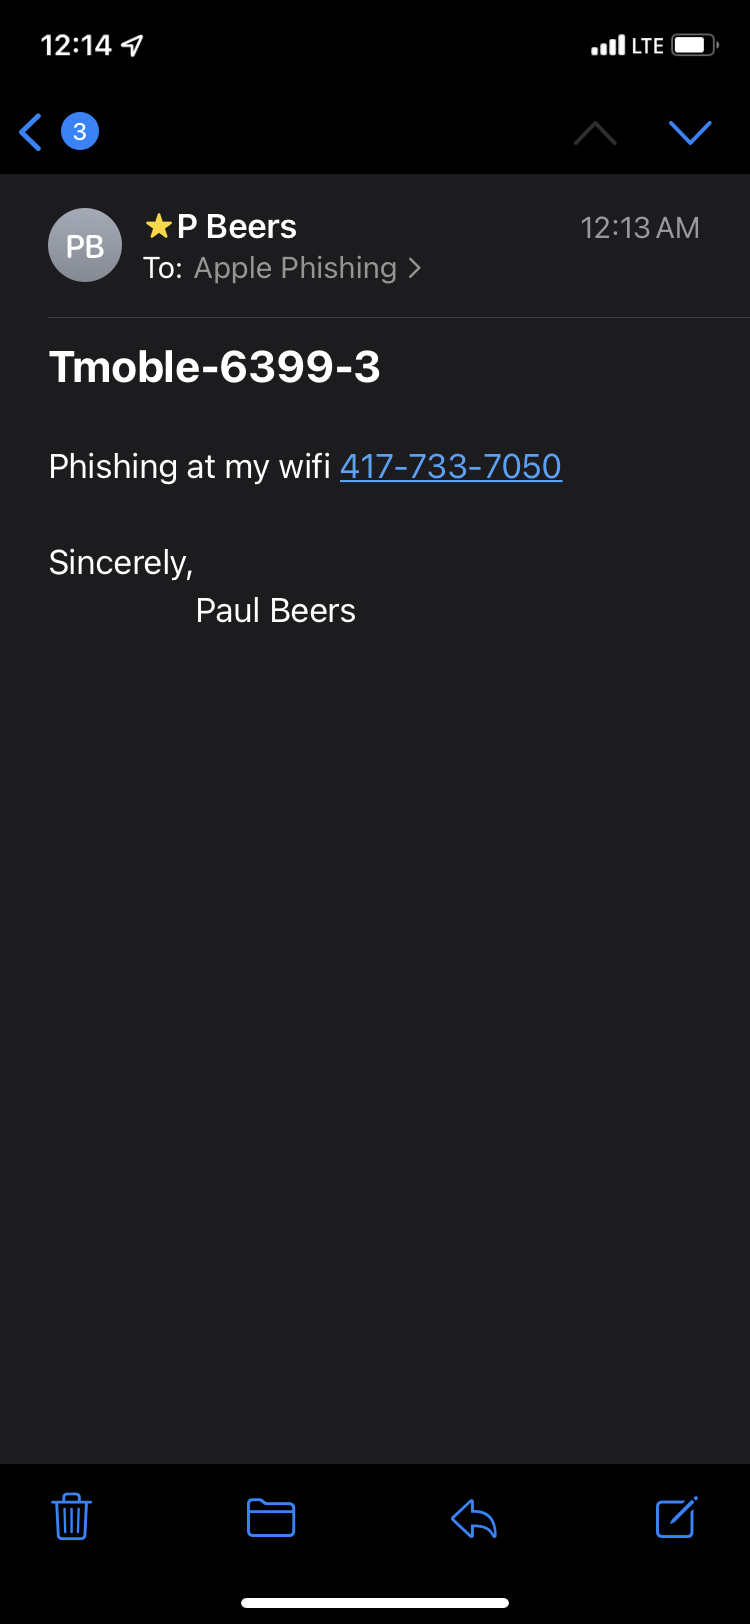 12:14 LTE
3
PB
P Beers 12:13 AM
To: Apple Phishing
Tmoble-6399-3
Phishing at my wifi 417-733-7050
Sincerely,
Paul Beers